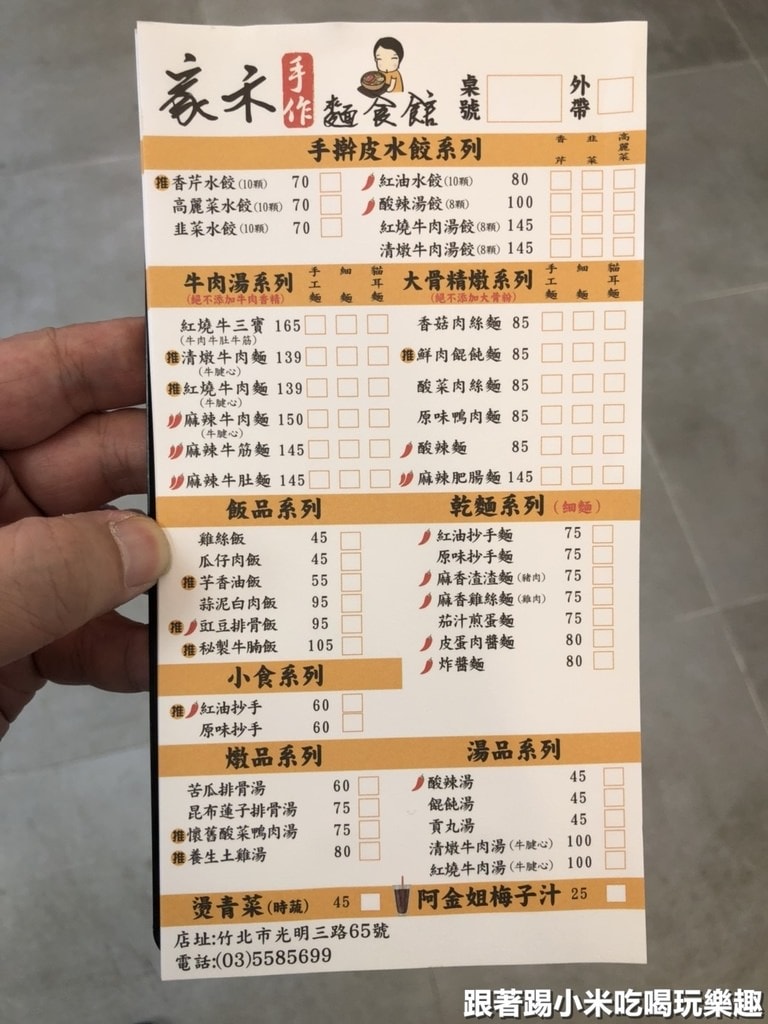 豪禾 手作 麵食館 桌號 外帶
手擀皮水餃系列 香芹 韭菜 高麗菜
推 香芹水餃(10顆) 70
高麗菜水餃(10顆) 70
韭菜水餃(10顆) 70
紅油水餃(10顆) 80
酸辣湯餃(8顆) 100
紅燒牛肉湯餃(8顆) 145
清燉牛肉湯餃(8顆) 145
牛肉湯系列 手工麵 細麵 貓耳麵
(絕不添加牛肉香精)
紅燒牛三寶 165
(牛肉牛肚牛筋)
推 清燉牛肉麵 139
(牛腱心)
推 紅燒牛肉麵 139
(牛腱心)
麻辣牛肉麵 150
(牛腱心)
麻辣牛筋麵 145
麻辣牛肚麵 145
大骨精燉系列 手工麵 細麵 貓耳麵
(絕不添加大骨粉)
香菇肉絲麵 85
推 鮮肉餛飩麵 85
酸菜肉絲麵 85
原味鴨肉麵 85
酸辣麵 85
麻辣肥腸麵 145
飯品系列
雞絲飯 45
瓜仔肉飯 45
推 芋香油飯 55
蒜泥白肉飯 95
推 豇豆排骨飯 95
推 秘製牛腩飯 105
乾麵系列(細麵)
紅油抄手麵 75
原味抄手麵 75
麻香渣渣麵(豬肉) 75
麻香雞絲麵(雞肉) 75
茄汁煎蛋麵 75
皮蛋肉醬麵 80
炸醬麵 80
小食系列
推 紅油抄手 60
原味抄手 60
燉品系列
苦瓜排骨湯 60
昆布蓮子排骨湯 75
推 懷舊酸菜鴨肉湯 75
推 養生土雞湯 80
湯品系列
酸辣湯 45
餛飩湯 45
貢丸湯 45
清燉牛肉湯(牛腱心) 100
紅燒牛肉湯(牛腱心) 100
燙青菜(時蔬) 45
阿金姐梅子汁 25
店址:竹北市光明三路65號
電話:(03)5585699
跟著踢小米吃喝玩樂趣